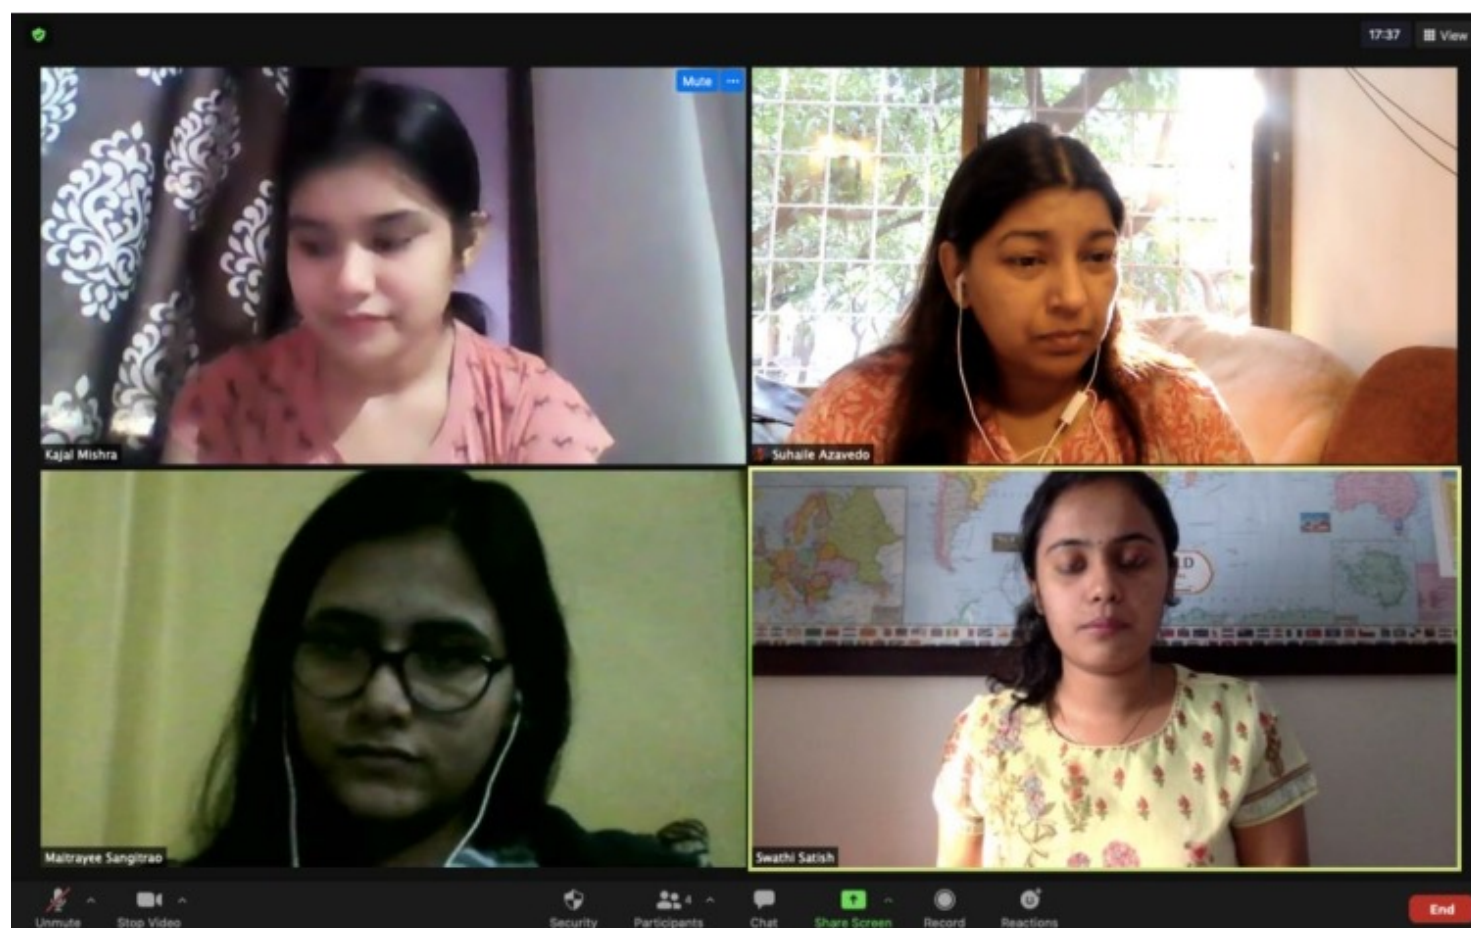 17:37
View
Mute
Kajal Mishra
Suhaile Azavedo
Maitrayee Sangitrao
Swathi Satish
Unmute
Stop Video
Security
Participants
4
Chat
Share Screen
Record
Reactions
End